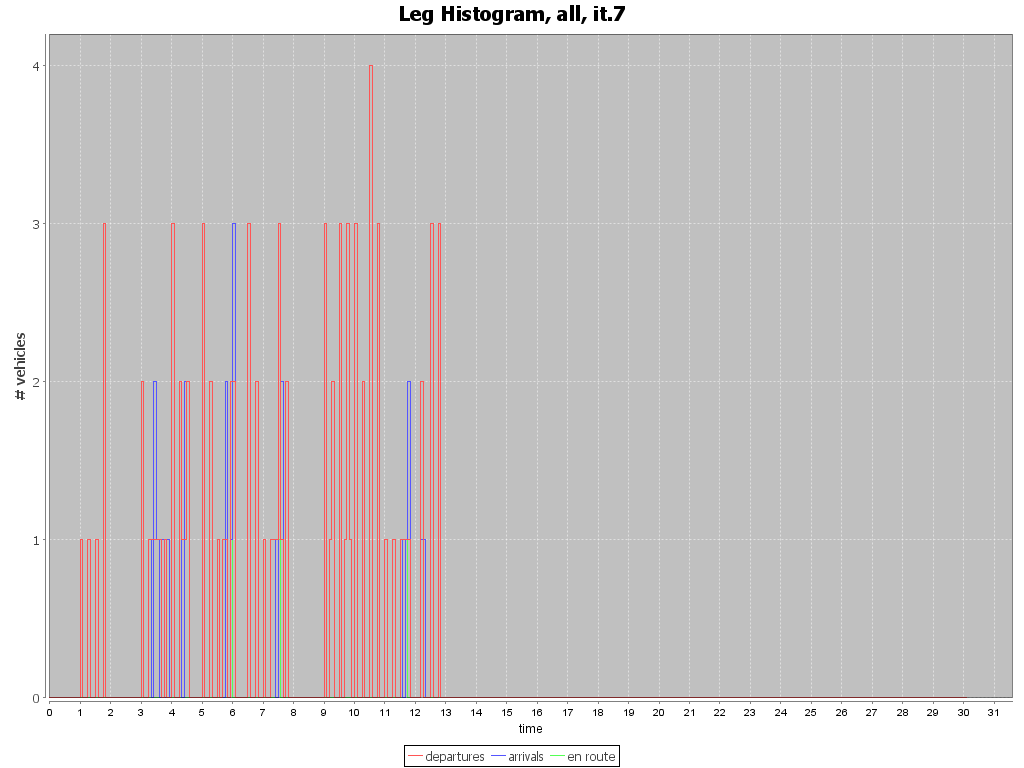 Leg Histogram, all, it.7
4
3
2
1
0
# vehicles
0 1 2 3 4 5 6 7 8 9 10 11 12 13 14 15 16 17 18 19 20 21 22 23 24 25 26 27 28 29 30 31
time
departures arrivals en route